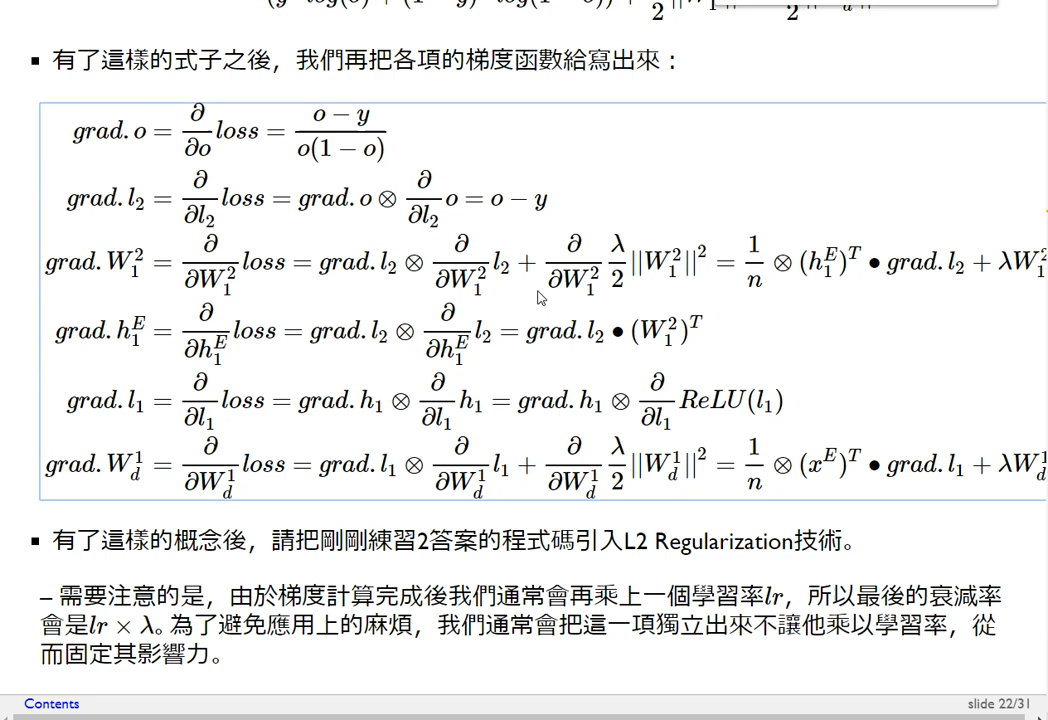 ▪ 有了這樣的式子之後，我們再把各項的梯度函數給寫出來：
grad. o = ∂/∂o loss = (o − y)/(o(1 − o))
grad. l₂ = ∂/∂l₂ loss = grad. o ⊗ ∂/∂l₂ o = o − y
grad. W₁² = ∂/∂W₁² loss = grad. l₂ ⊗ ∂/∂W₁² l₂ + ∂/∂W₁² λ/2 ||W₁²||² = 1/n ⊗ (h₁ᴱ)ᵀ • grad. l₂ + λW₁²
grad. h₁ᴱ = ∂/∂h₁ᴱ loss = grad. l₂ ⊗ ∂/∂h₁ᴱ l₂ = grad. l₂ • (W₁²)ᵀ
grad. l₁ = ∂/∂l₁ loss = grad. h₁ ⊗ ∂/∂l₁ h₁ = grad. h₁ ⊗ ∂/∂l₁ ReLU(l₁)
grad. W_d¹ = ∂/∂W_d¹ loss = grad. l₁ ⊗ ∂/∂W_d¹ l₁ + ∂/∂W_d¹ λ/2 ||W_d¹||² = 1/n ⊗ (xᴱ)ᵀ • grad. l₁ + λW_d¹
▪ 有了這樣的概念後，請把剛剛練習2答案的程式碼引入L2 Regularization技術。
– 需要注意的是，由於梯度計算完成後我們通常會再乘上一個學習率lr，所以最後的衰減率
會是lr × λ。為了避免應用上的麻煩，我們通常會把這一項獨立出來不讓他乘以學習率，從
而固定其影響力。
Contents
slide 22/31